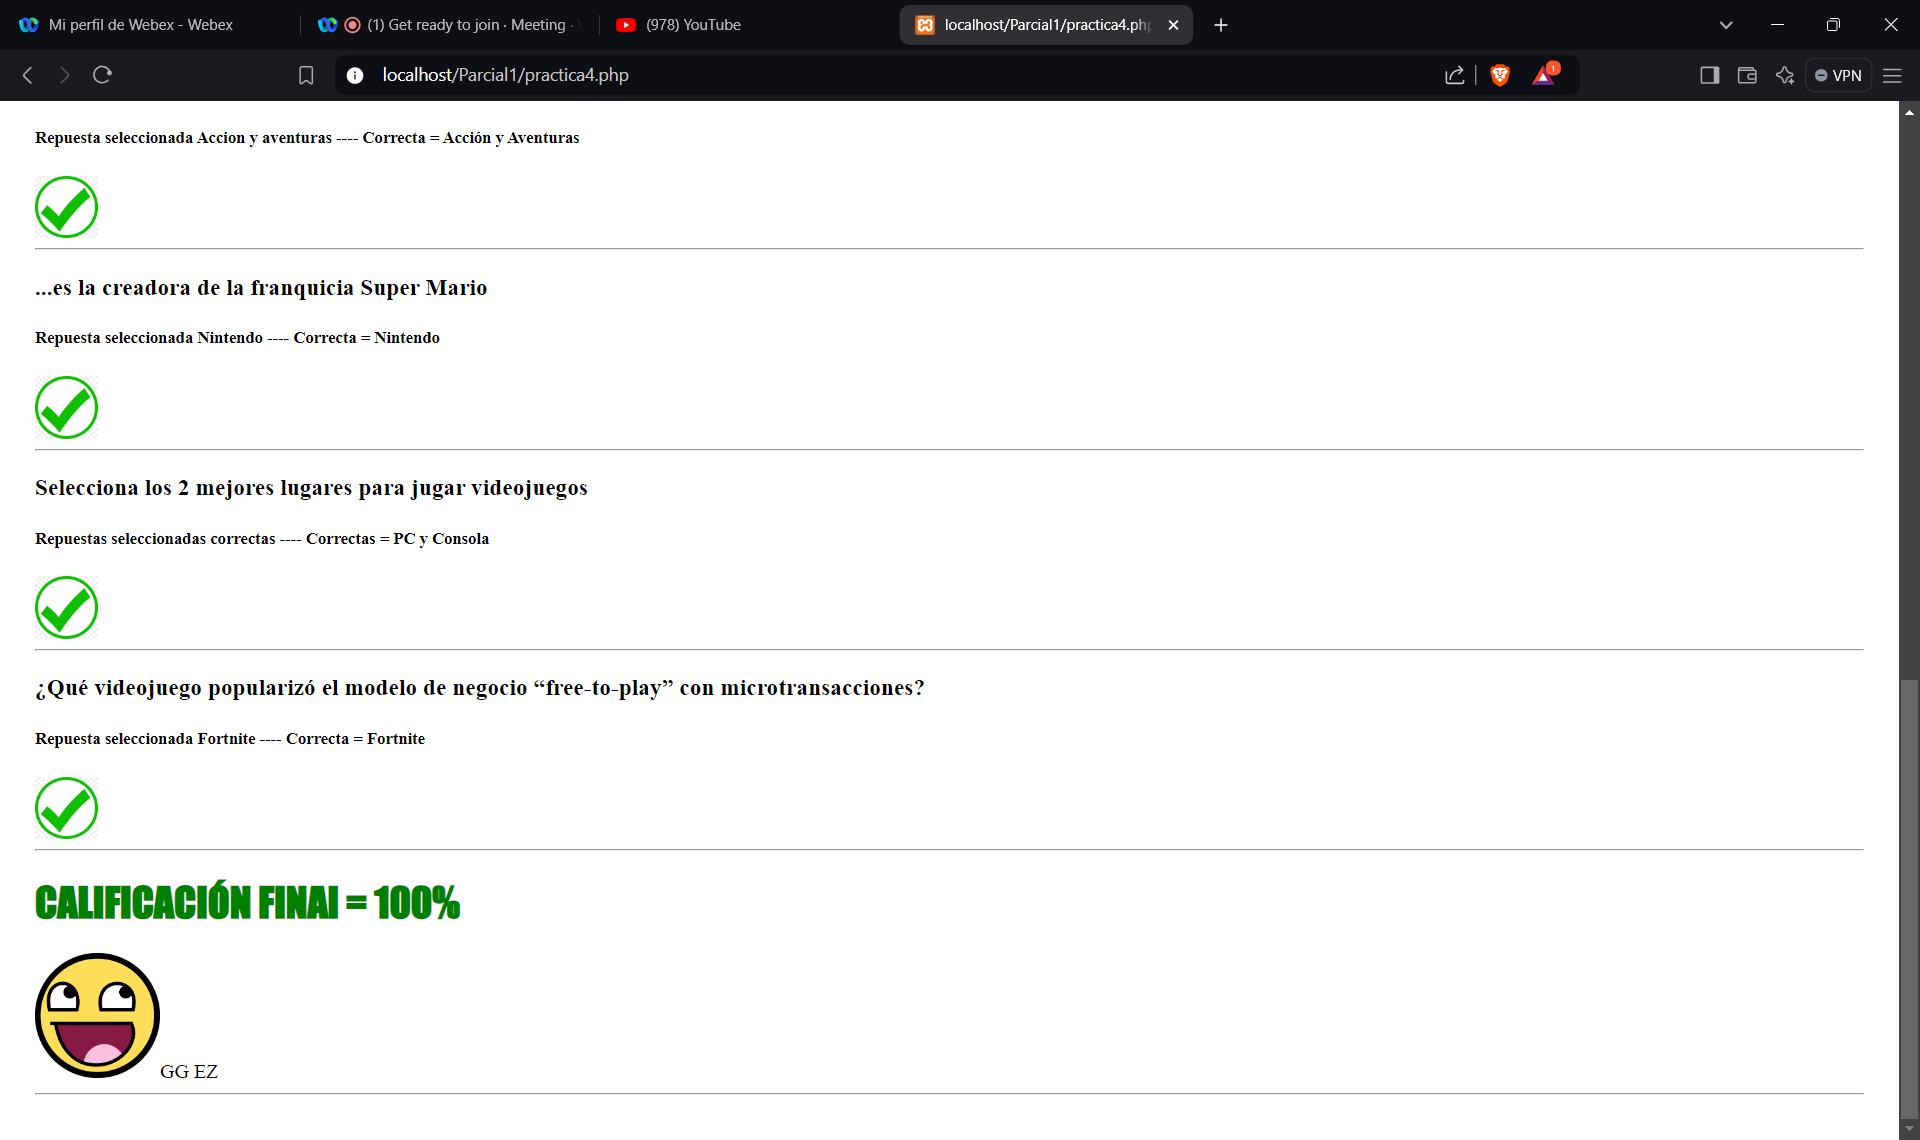 Mi perfil de Webex - Webex
(1) Get ready to join · Meeting ·
(978) YouTube
localhost/Parcial1/practica4.php
localhost/Parcial1/practica4.php
1
VPN
Repuesta seleccionada Accion y aventuras ---- Correcta = Acción y Aventuras
...es la creadora de la franquicia Super Mario
Repuesta seleccionada Nintendo ---- Correcta = Nintendo
Selecciona los 2 mejores lugares para jugar videojuegos
Repuestas seleccionadas correctas ---- Correctas = PC y Consola
¿Qué videojuego popularizó el modelo de negocio “free-to-play” con microtransacciones?
Repuesta seleccionada Fortnite ---- Correcta = Fortnite
CALIFICACIÓN FINAl = 100%
GG EZ